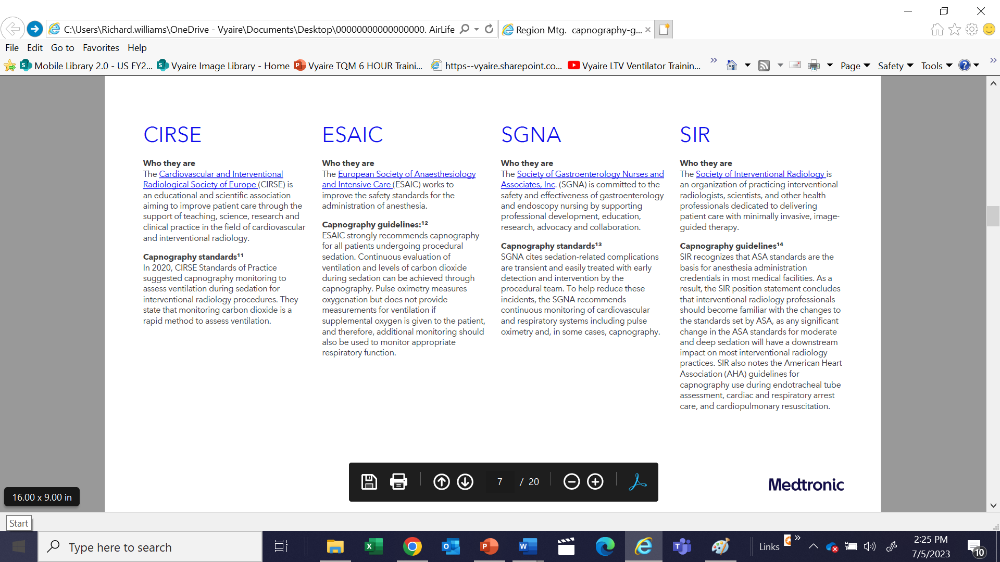 C:\Users\Richard.williams\OneDrive - Vyaire\Documents\Desktop\00000000000000000. AirLife
Region Mtg.  capnography-g...
File Edit Go to Favorites Help
Mobile Library 2.0 - US FY2...
Vyaire Image Library - Home
Vyaire TQM 6 HOUR Traini...
https--vyaire.sharepoint.co...
Vyaire LTV Ventilator Trainin...
Page Safety Tools
CIRSE
Who they are
The Cardiovascular and Interventional
Radiological Society of Europe (CIRSE) is
an educational and scientific association
aiming to improve patient care through the
support of teaching, science, research and
clinical practice in the field of cardiovascular
and interventional radiology.
Capnography standards¹¹
In 2020, CIRSE Standards of Practice
suggested capnography monitoring to
assess ventilation during sedation for
interventional radiology procedures. They
state that monitoring carbon dioxide is a
rapid method to assess ventilation.
ESAIC
Who they are
The European Society of Anaesthesiology
and Intensive Care (ESAIC) works to
improve the safety standards for the
administration of anesthesia.
Capnography guidelines:¹²
ESAIC strongly recommends capnography
for all patients undergoing procedural
sedation. Continuous evaluation of
ventilation and levels of carbon dioxide
during sedation can be achieved through
capnography. Pulse oximetry measures
oxygenation but does not provide
measurements for ventilation if
supplemental oxygen is given to the patient,
and therefore, additional monitoring should
also be used to monitor appropriate
respiratory function.
SGNA
Who they are
The Society of Gastroenterology Nurses and
Associates, Inc. (SGNA) is committed to the
safety and effectiveness of gastroenterology
and endoscopy nursing by supporting
professional development, education,
research, advocacy and collaboration.
Capnography standards¹³
SGNA cites sedation-related complications
are transient and easily treated with early
detection and intervention by the
procedural team. To help reduce these
incidents, the SGNA recommends
continuous monitoring of cardiovascular
and respiratory systems including pulse
oximetry and, in some cases, capnography.
SIR
Who they are
The Society of Interventional Radiology is
an organization of practicing interventional
radiologists, scientists, and other health
professionals dedicated to delivering
patient care with minimally invasive, image-
guided therapy.
Capnography guidelines¹⁴
SIR recognizes that ASA standards are the
basis for anesthesia administration
credentials in most medical facilities. As a
result, the SIR position statement concludes
that interventional radiology professionals
should become familiar with the changes to
the standards set by ASA, as any significant
change in the ASA standards for moderate
and deep sedation will have a downstream
impact on most interventional radiology
practices. SIR also notes the American Heart
Association (AHA) guidelines for
capnography use during endotracheal tube
assessment, cardiac and respiratory arrest
care, and cardiopulmonary resuscitation.
7 / 20
Medtronic
16.00 x 9.00 in
Start
Type here to search
Links
2:25 PM
7/5/2023
10